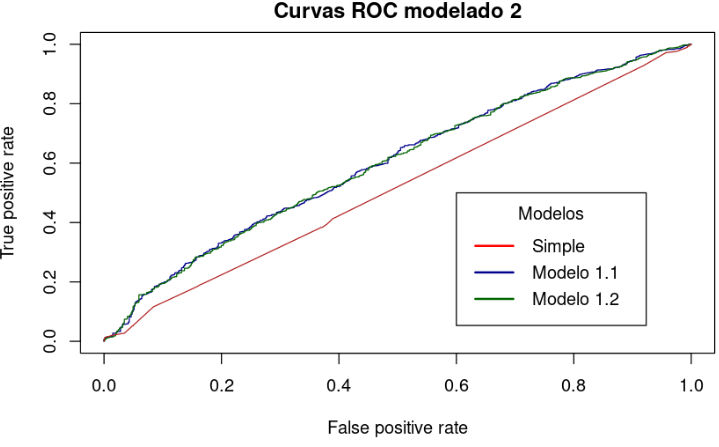 Curvas ROC modelado 2
True positive rate
1.0
0.8
0.6
0.4
0.2
0.0
Modelos
Simple
Modelo 1.1
Modelo 1.2
0.0 0.2 0.4 0.6 0.8 1.0
False positive rate